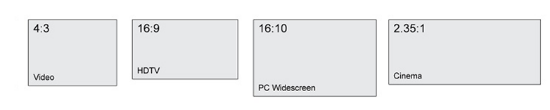 4:3
Video
16:9
HDTV
16:10
PC Widescreen
2.35:1
Cinema